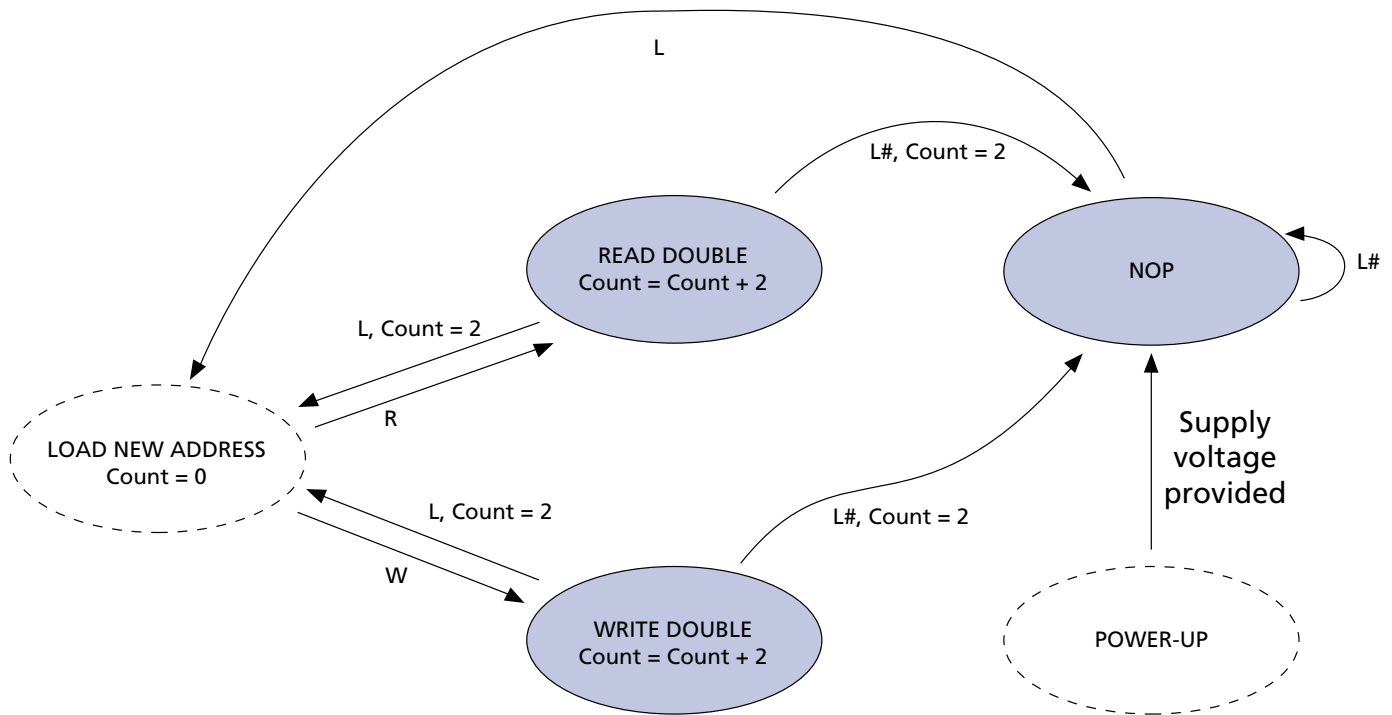 L
L#, Count = 2
READ DOUBLE
Count = Count + 2
NOP
L#
L, Count = 2
R
LOAD NEW ADDRESS
Count = 0
Supply
voltage
provided
L, Count = 2
L#, Count = 2
W
WRITE DOUBLE
Count = Count + 2
POWER-UP